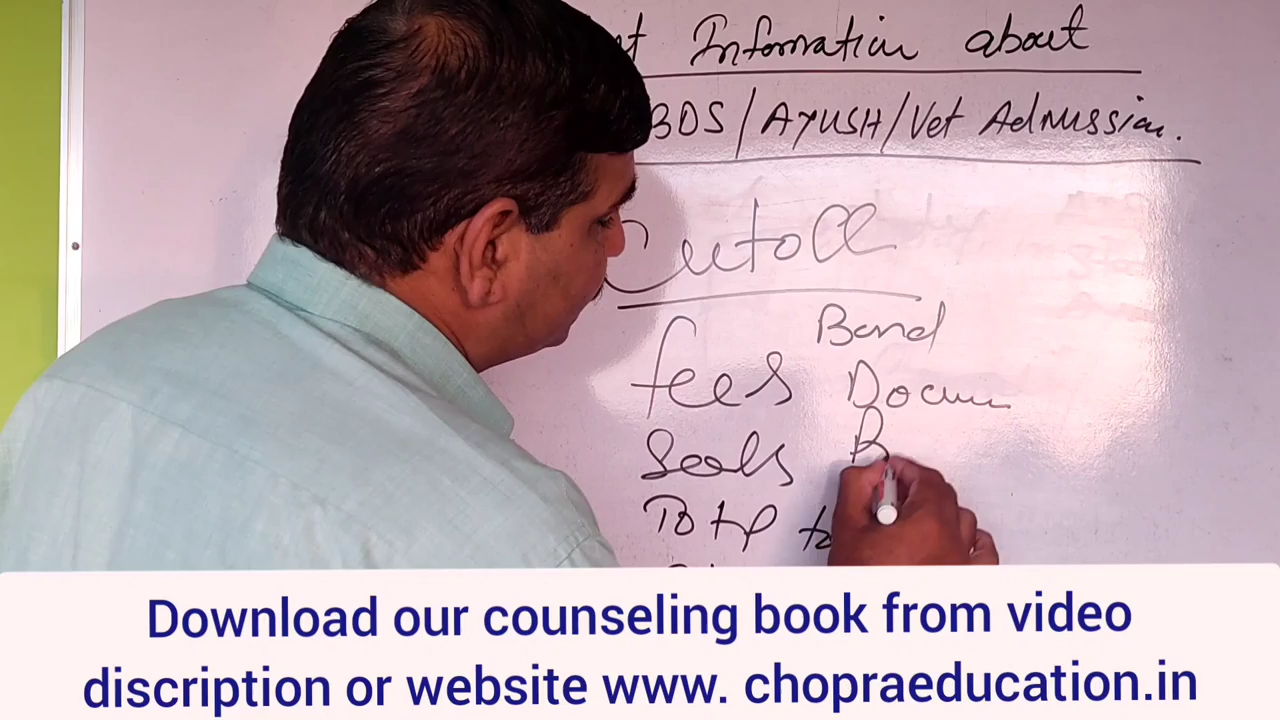 Information about
BDS/AYUSH/Vet Admission.
Cutoff
fees Bond
Docum
Seats B
to
Download our counseling book from video
discription or website www. chopraeducation.in